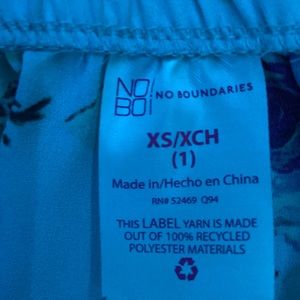 NO
BO!
NO BOUNDARIES
XS/XCH
(1)
Made in/Hecho en China
RN# 52469 Q94
THIS LABEL YARN IS MADE
OUT OF 100% RECYCLED
POLYESTER MATERIALS